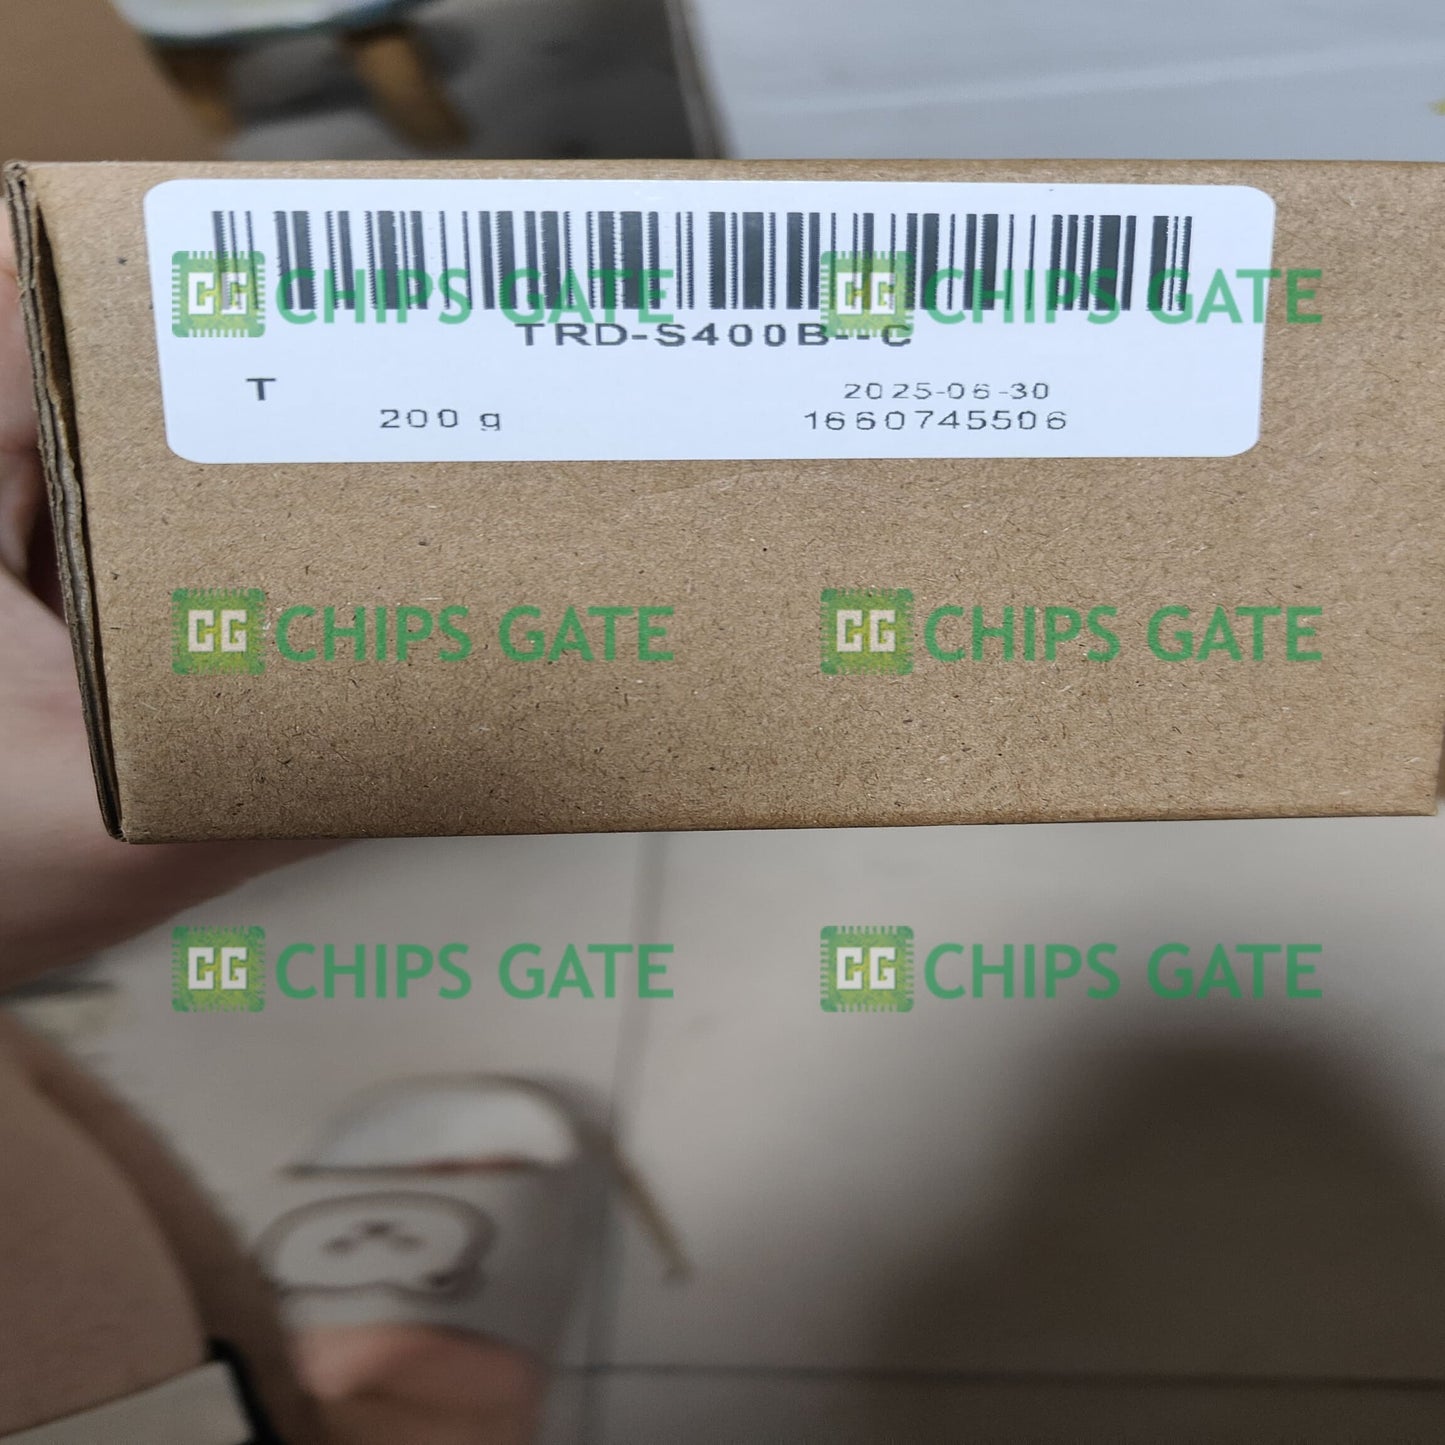 CG CHIPS GATE CG CHIPS GATE
TRD-S400B--C
T
2025-06-30
200 g
1660745506
CG CHIPS GATE CG CHIPS GATE
CG CHIPS GATE CG CHIPS GATE